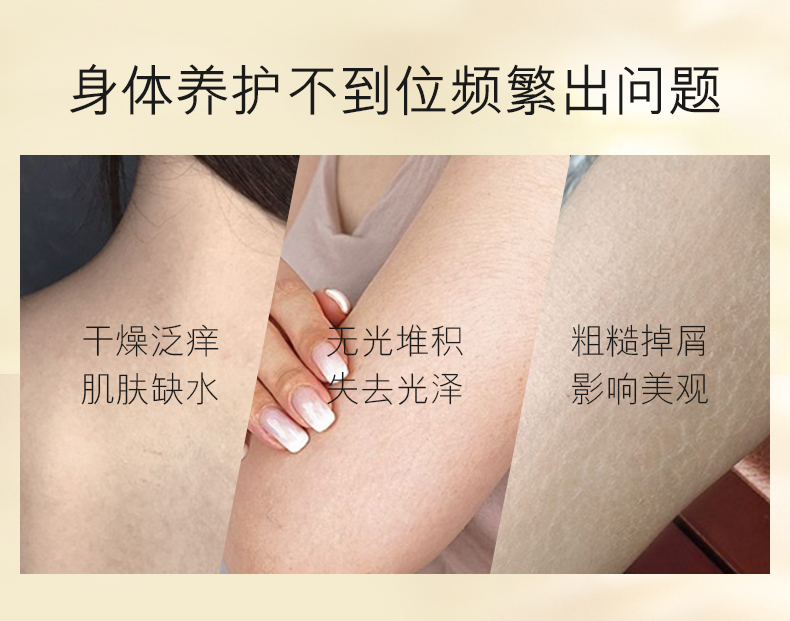 身体养护不到位频繁出问题
干燥泛痒
肌肤缺水
无光堆积
失去光泽
粗糙掉屑
影响美观